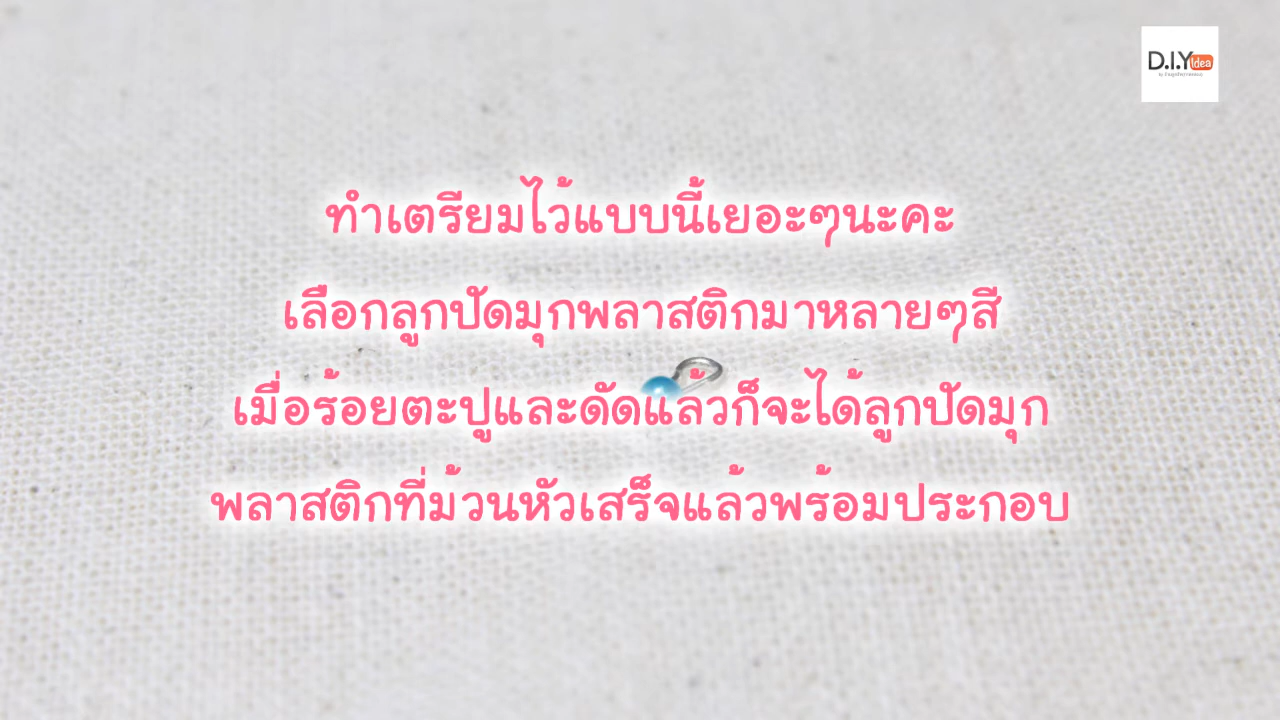 D.I.Y Idea
ทำเตรียมไว้แบบนี้เยอะๆนะคะ
เลือกลูกปัดมุกพลาสติกมาหลายๆสี
เมื่อร้อยตะปูและดัดแล้วก็จะได้ลูกปัดมุก
พลาสติกที่ม้วนหัวเสร็จแล้วพร้อมประกอบ